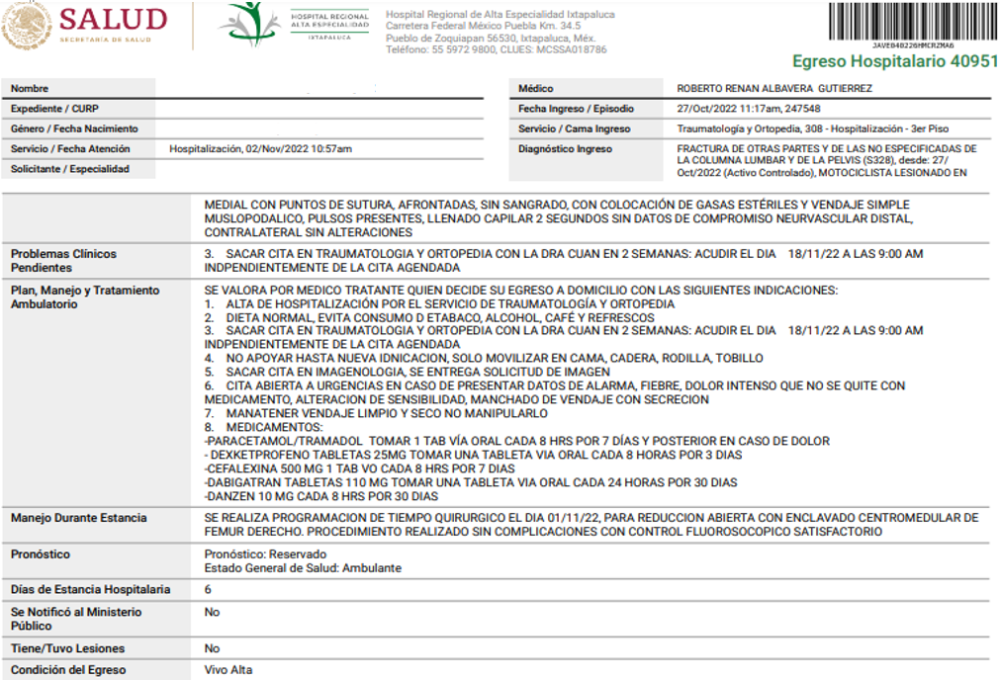 SALUD
SECRETARÍA DE SALUD
HOSPITAL REGIONAL
ALTA ESPECIALIDAD
IXTAPALUCA
Hospital Regional de Alta Especialidad Ixtapaluca
Carretera Federal México Puebla Km. 34.5
Pueblo de Zoquiapan 56530, Ixtapaluca, Méx.
Teléfono: 55 5972 9800, CLUES: MCSSA018786
JAVE040226HMCRZMA6
Egreso Hospitalario 40951
Nombre
Expediente / CURP
Género / Fecha Nacimiento
Servicio / Fecha Atención Hospitalización, 02/Nov/2022 10:57am
Solicitante / Especialidad
Médico ROBERTO RENAN ALBAVERA GUTIERREZ
Fecha Ingreso / Episodio 27/Oct/2022 11:17am, 247548
Servicio / Cama Ingreso Traumatología y Ortopedia, 308 - Hospitalización - 3er Piso
Diagnóstico Ingreso FRACTURA DE OTRAS PARTES Y DE LAS NO ESPECIFICADAS DE
LA COLUMNA LUMBAR Y DE LA PELVIS (S328), desde: 27/
Oct/2022 (Activo Controlado), MOTOCICLISTA LESIONADO EN
MEDIAL CON PUNTOS DE SUTURA, AFRONTADAS, SIN SANGRADO, CON COLOCACIÓN DE GASAS ESTÉRILES Y VENDAJE SIMPLE
MUSLOPODALICO, PULSOS PRESENTES, LLENADO CAPILAR 2 SEGUNDOS SIN DATOS DE COMPROMISO NEURVASCULAR DISTAL,
CONTRALATERAL SIN ALTERACIONES
Problemas Clínicos
Pendientes
3. SACAR CITA EN TRAUMATOLOGIA Y ORTOPEDIA CON LA DRA CUAN EN 2 SEMANAS: ACUDIR EL DIA 18/11/22 A LAS 9:00 AM
INDPENDIENTEMENTE DE LA CITA AGENDADA
Plan, Manejo y Tratamiento
Ambulatorio
SE VALORA POR MEDICO TRATANTE QUIEN DECIDE SU EGRESO A DOMICILIO CON LAS SIGUIENTES INDICACIONES:
1. ALTA DE HOSPITALIZACIÓN POR EL SERVICIO DE TRAUMATOLOGÍA Y ORTOPEDIA
2. DIETA NORMAL, EVITA CONSUMO D ETABACO, ALCOHOL, CAFÉ Y REFRESCOS
3. SACAR CITA EN TRAUMATOLOGIA Y ORTOPEDIA CON LA DRA CUAN EN 2 SEMANAS: ACUDIR EL DIA 18/11/22 A LAS 9:00 AM
INDPENDIENTEMENTE DE LA CITA AGENDADA
4. NO APOYAR HASTA NUEVA IDNICACION, SOLO MOVILIZAR EN CAMA, CADERA, RODILLA, TOBILLO
5. SACAR CITA EN IMAGENOLOGIA, SE ENTREGA SOLICITUD DE IMAGEN
6. CITA ABIERTA A URGENCIAS EN CASO DE PRESENTAR DATOS DE ALARMA, FIEBRE, DOLOR INTENSO QUE NO SE QUITE CON
MEDICAMENTO, ALTERACION DE SENSIBILIDAD, MANCHADO DE VENDAJE CON SECRECION
7. MANATENER VENDAJE LIMPIO Y SECO NO MANIPULARLO
8. MEDICAMENTOS:
-PARACETAMOL/TRAMADOL TOMAR 1 TAB VÍA ORAL CADA 8 HRS POR 7 DÍAS Y POSTERIOR EN CASO DE DOLOR
- DEXKETPROFENO TABLETAS 25MG TOMAR UNA TABLETA VIA ORAL CADA 8 HORAS POR 3 DIAS
-CEFALEXINA 500 MG 1 TAB VO CADA 8 HRS POR 7 DIAS
-DABIGATRAN TABLETAS 110 MG TOMAR UNA TABLETA VIA ORAL CADA 24 HORAS POR 30 DIAS
-DANZEN 10 MG CADA 8 HRS POR 30 DIAS
Manejo Durante Estancia SE REALIZA PROGRAMACION DE TIEMPO QUIRURGICO EL DIA 01/11/22, PARA REDUCCION ABIERTA CON ENCLAVADO CENTROMEDULAR DE
FEMUR DERECHO. PROCEDIMIENTO REALIZADO SIN COMPLICACIONES CON CONTROL FLUOROSOCOPICO SATISFACTORIO
Pronóstico Pronóstico: Reservado
Estado General de Salud: Ambulante
Días de Estancia Hospitalaria 6
Se Notificó al Ministerio
Público
No
Tiene/Tuvo Lesiones No
Condición del Egreso Vivo Alta